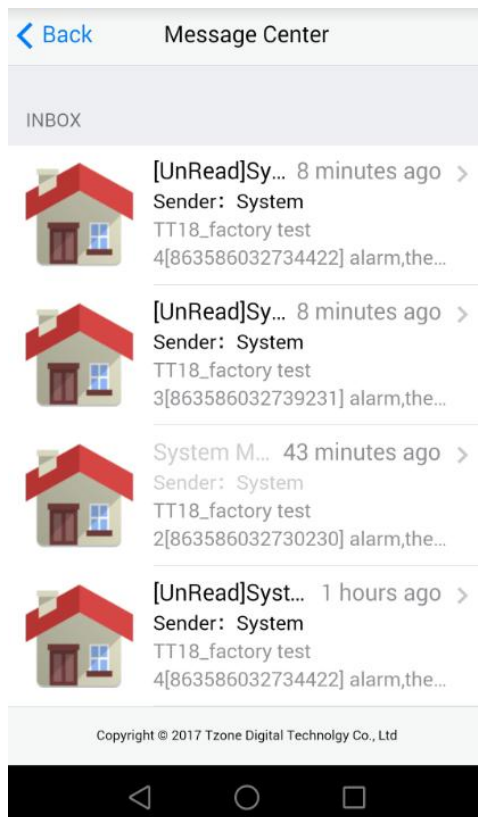 Back Message Center
INBOX
[UnRead]Sy... 8 minutes ago
Sender: System
TT18_factory test
4[863586032734422] alarm,the...
[UnRead]Sy... 8 minutes ago
Sender: System
TT18_factory test
3[863586032739231] alarm,the...
System M... 43 minutes ago
Sender: System
TT18_factory test
2[863586032730230] alarm,the...
[UnRead]Syst... 1 hours ago
Sender: System
TT18_factory test
4[863586032734422] alarm,the...
Copyright © 2017 Tzone Digital Technolgy Co., Ltd